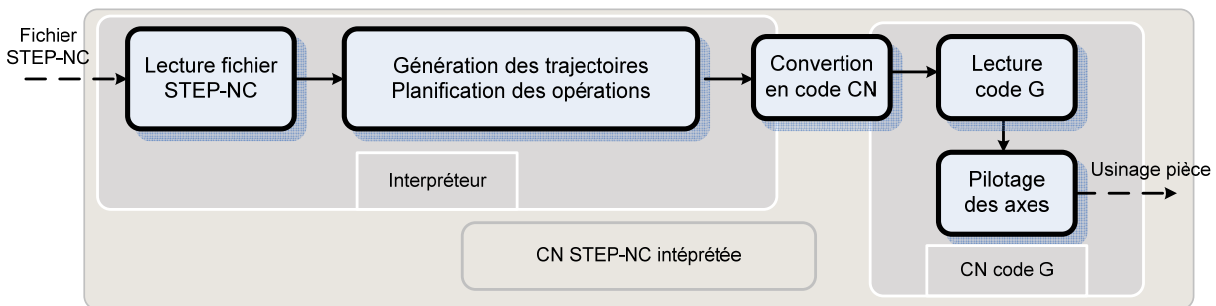 Fichier
STEP-NC
Lecture fichier
STEP-NC
Génération des trajectoires
Planification des opérations
Convertion
en code CN
Lecture
code G
Pilotage
des axes
Usinage pièce
Interpréteur
CN STEP-NC intéprétée
CN code G